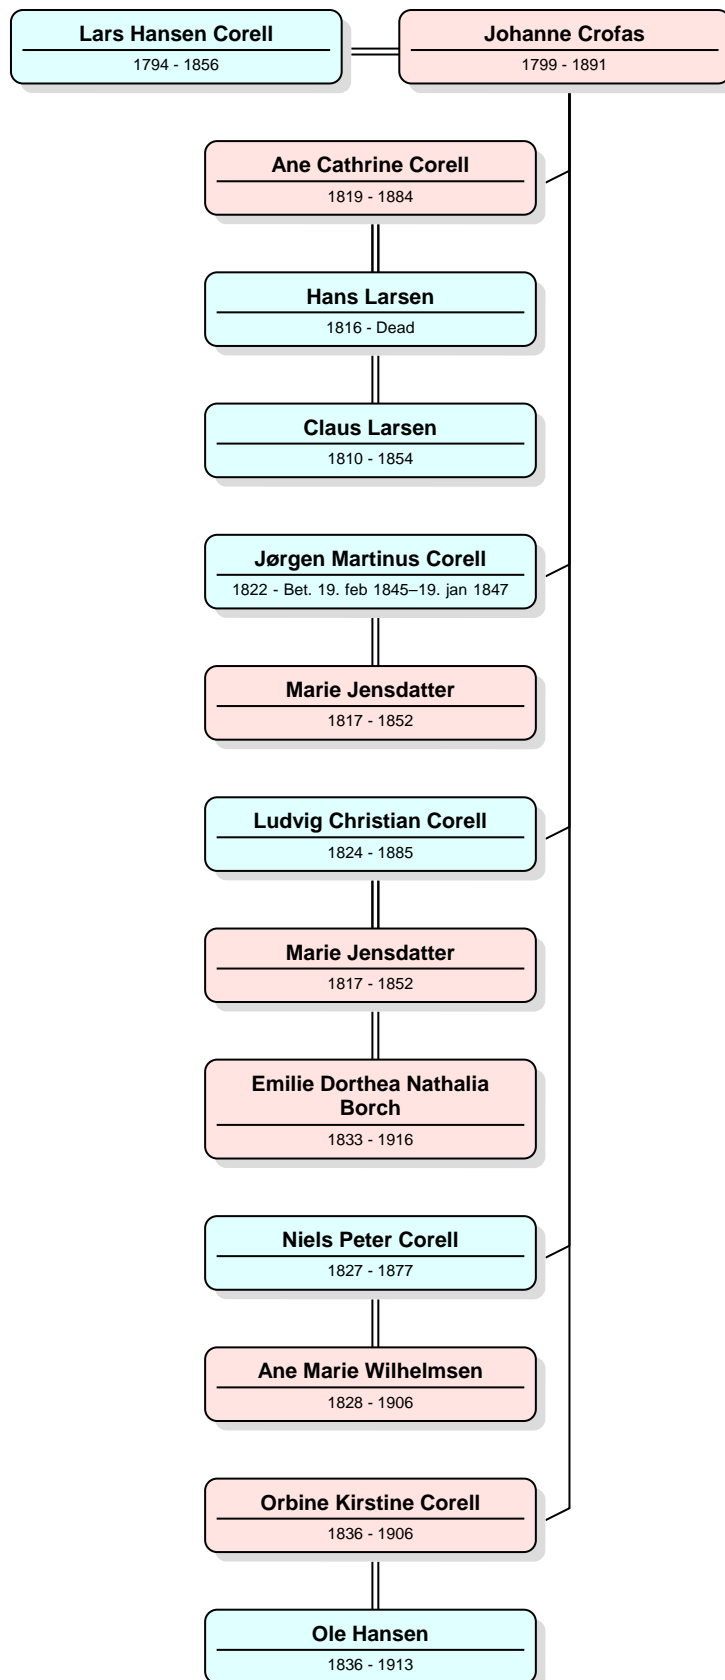 Lars Hansen Corell
1794 - 1856
Johanne Crofas
1799 - 1891
Ane Cathrine Corell
1819 - 1884
Hans Larsen
1816 - Dead
Claus Larsen
1810 - 1854
Jørgen Martinus Corell
1822 - Bet. 19. feb 1845–19. jan 1847
Marie Jensdatter
1817 - 1852
Ludvig Christian Corell
1824 - 1885
Marie Jensdatter
1817 - 1852
Emilie Dorthea Nathalia
Borch
1833 - 1916
Niels Peter Corell
1827 - 1877
Ane Marie Wilhelmsen
1828 - 1906
Orbine Kirstine Corell
1836 - 1906
Ole Hansen
1836 - 1913